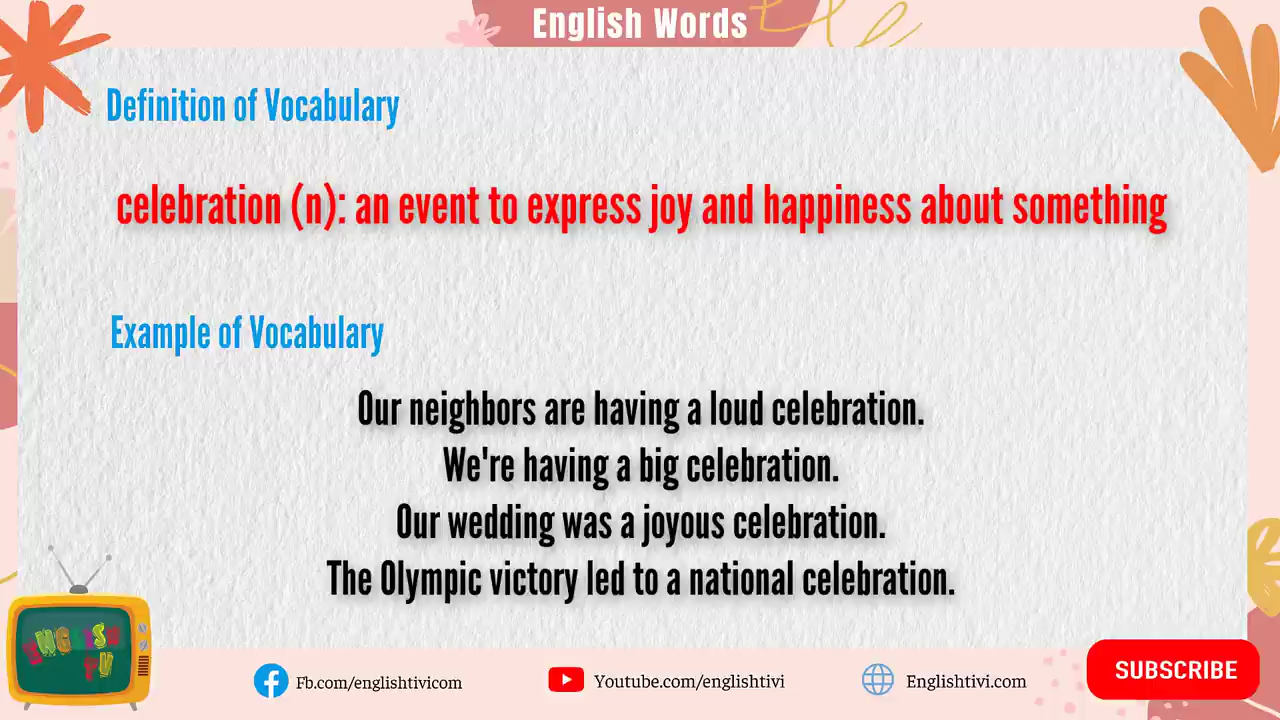 English Words
Definition of Vocabulary
celebration (n): an event to express joy and happiness about something
Example of Vocabulary
Our neighbors are having a loud celebration.
We're having a big celebration.
Our wedding was a joyous celebration.
The Olympic victory led to a national celebration.
ENGLISH
TV
Fb.com/englishtivicom
Youtube.com/englishtivi
Englishtivi.com
SUBSCRIBE